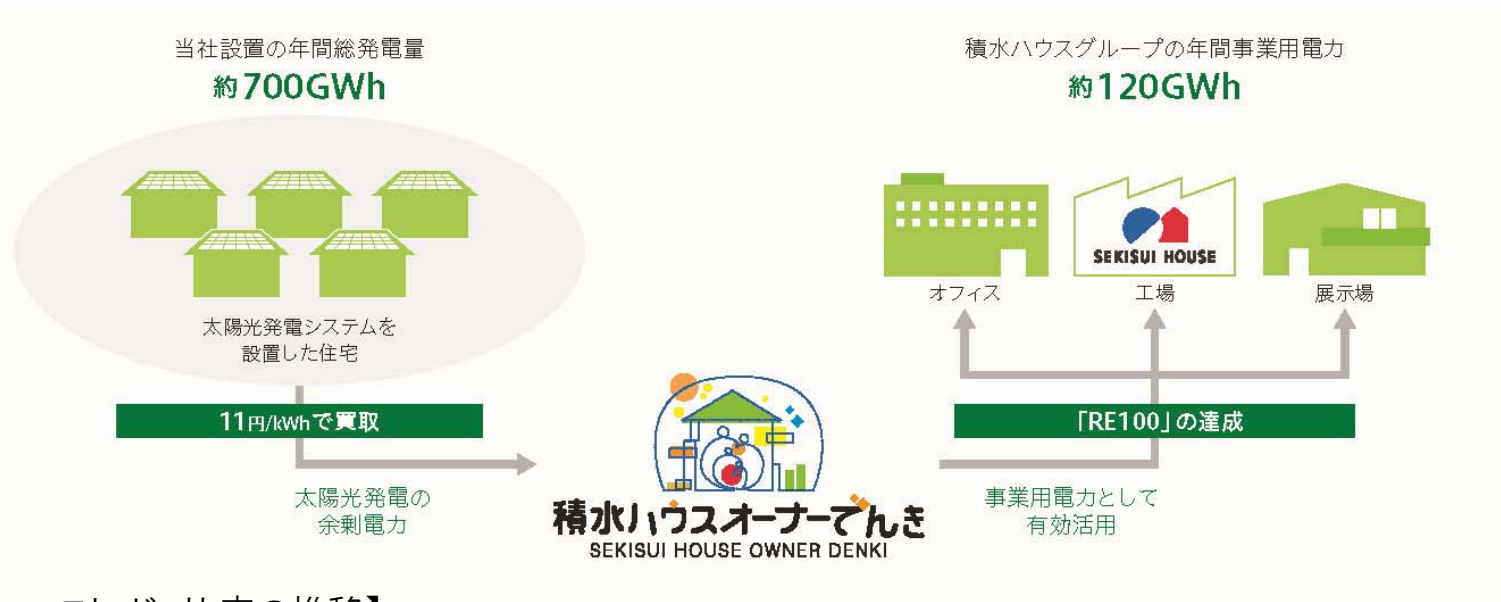 当社設置の年間総発電量
約700GWh
太陽光発電システムを
設置した住宅
11円/kWhで買取
太陽光発電の
余剰電力
積水ハウスオーナーでんき
SEKISUI HOUSE OWNER DENKI
積水ハウスグループの年間事業用電力
約120GWh
SEKISUI HOUSE
オフィス
工場
展示場
「RE100」の達成
事業用電力として
有効活用